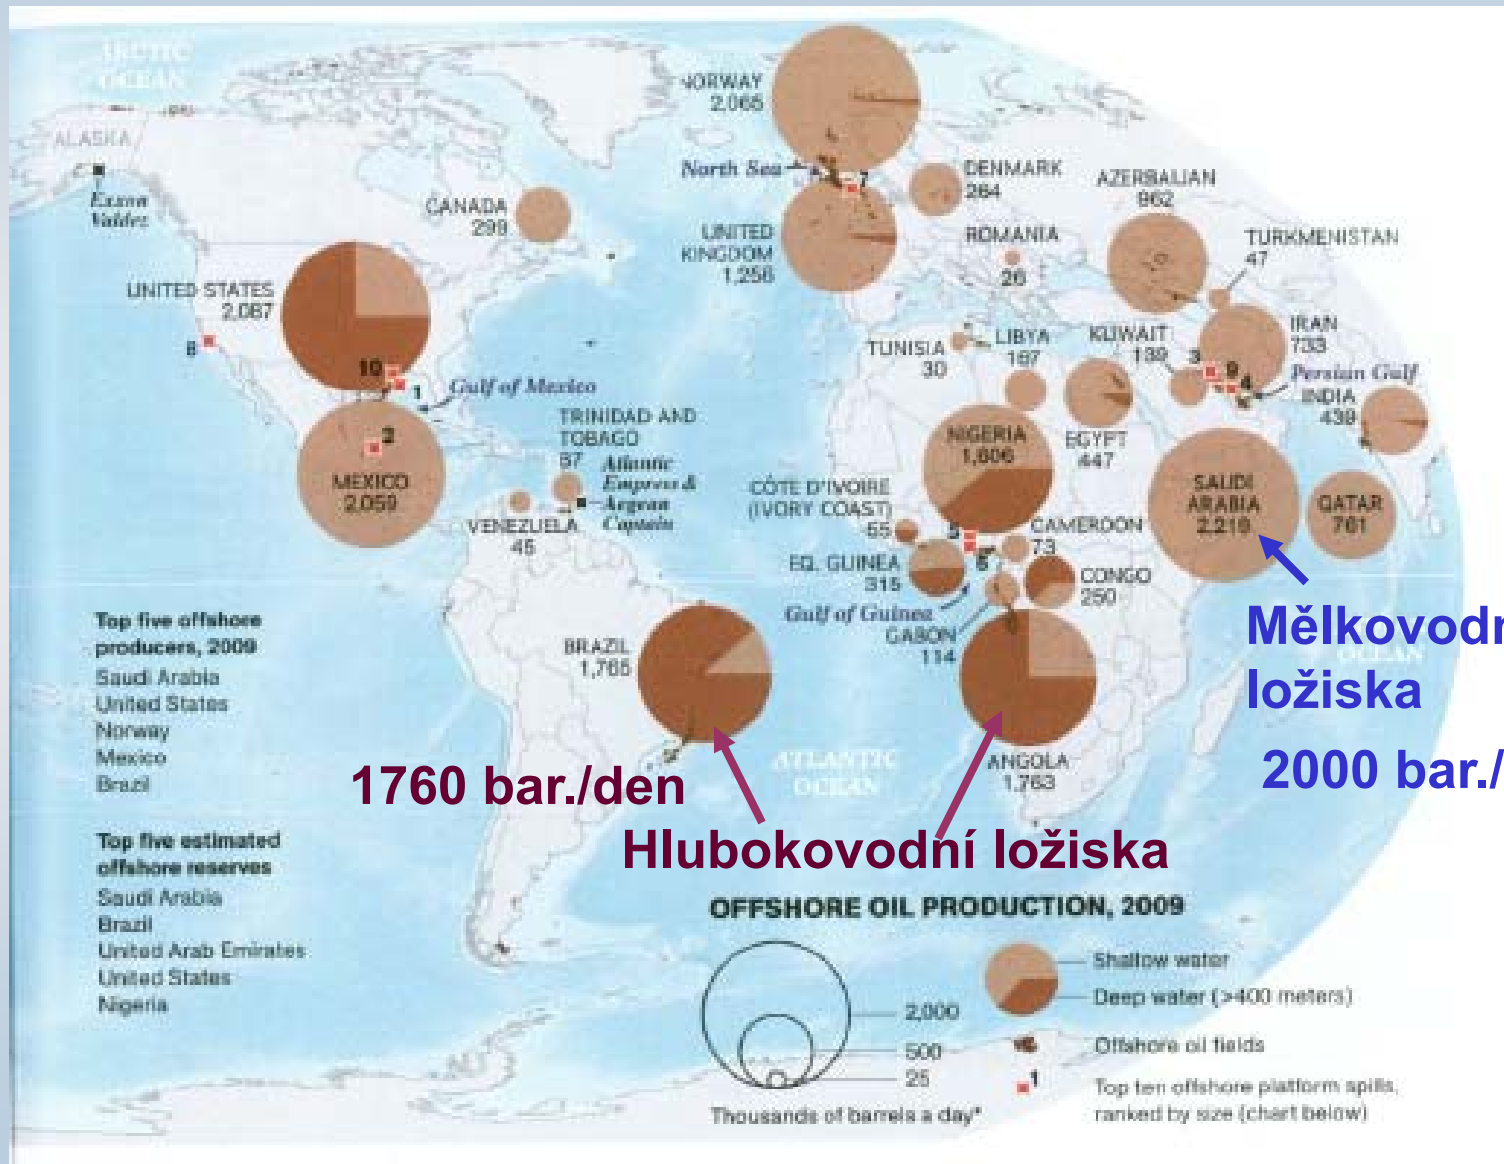 ARCTIC
OCEAN
ALASKA
Exxon
Valdez
CANADA
299
UNITED STATES
2,087
8
10
1
Gulf of Mexico
2
MEXICO
2,059
TRINIDAD AND
TOBAGO
87
Atlantic
Empress &
Aegean
Captain
VENEZUELA
45
BRAZIL
1,765
NORWAY
2,065
North Sea
7
DENMARK
264
UNITED
KINGDOM
1,256
ROMANIA
26
AZERBAIJAN
862
TURKMENISTAN
47
TUNISIA
30
LIBYA
KUWAIT
139
3
9
4
IRAN
733
Persian Gulf
INDIA
439
NIGERIA
1,606
EGYPT
447
SAUDI
ARABIA
2,219
QATAR
761
CÔTE D'IVOIRE
(IVORY COAST)
55
5
6
CAMEROON
73
EQ. GUINEA
315
CONGO
250
Gulf of Guinea
GABON
114
ANGOLA
1,763
ATLANTIC
OCEAN
OCEAN
Mělkovodn
ložiska
2000 bar./
1760 bar./den
Hlubokovodní ložiska
Top five offshore
producers, 2009
Saudi Arabia
United States
Norway
Mexico
Brazil
Top five estimated
offshore reserves
Saudi Arabia
Brazil
United Arab Emirates
United States
Nigeria
OFFSHORE OIL PRODUCTION, 2009
2,000
500
25
Thousands of barrels a day*
Shallow water
Deep water (>400 meters)
Offshore oil fields
1
Top ten offshore platform spills,
ranked by size (chart below)